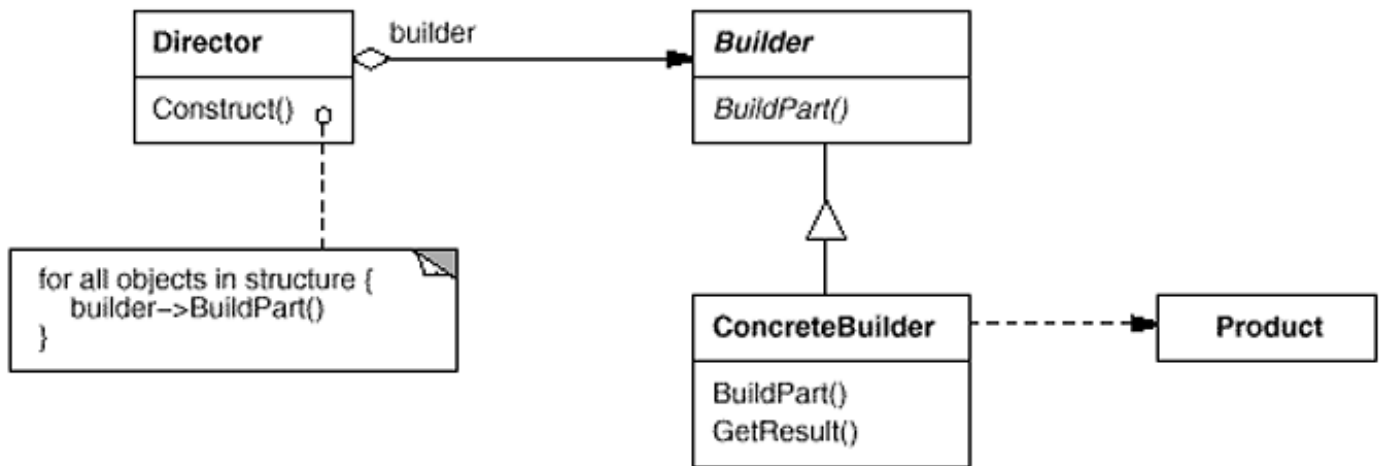 Director
builder
Builder
Construct()
BuildPart()
for all objects in structure {
builder->BuildPart()
}
ConcreteBuilder
Product
BuildPart()
GetResult()